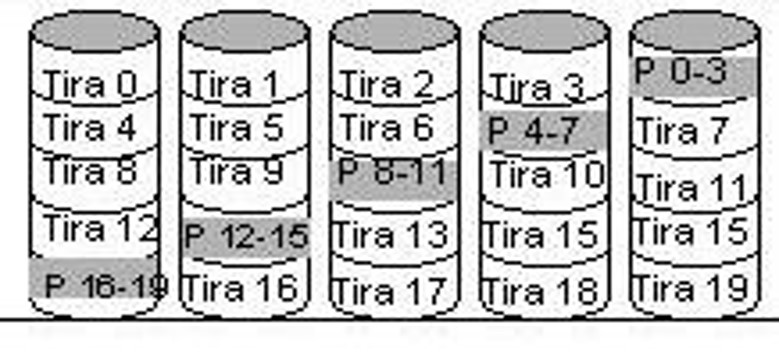 Tira 0 Tira 1 Tira 2 Tira 3 P 0-3
Tira 4 Tira 5 Tira 6 P 4-7 Tira 7
Tira 8 Tira 9 P 8-11 Tira 10 Tira 11
Tira 12 P 12-15 Tira 13 Tira 15 Tira 15
P 16-19 Tira 16 Tira 17 Tira 18 Tira 19